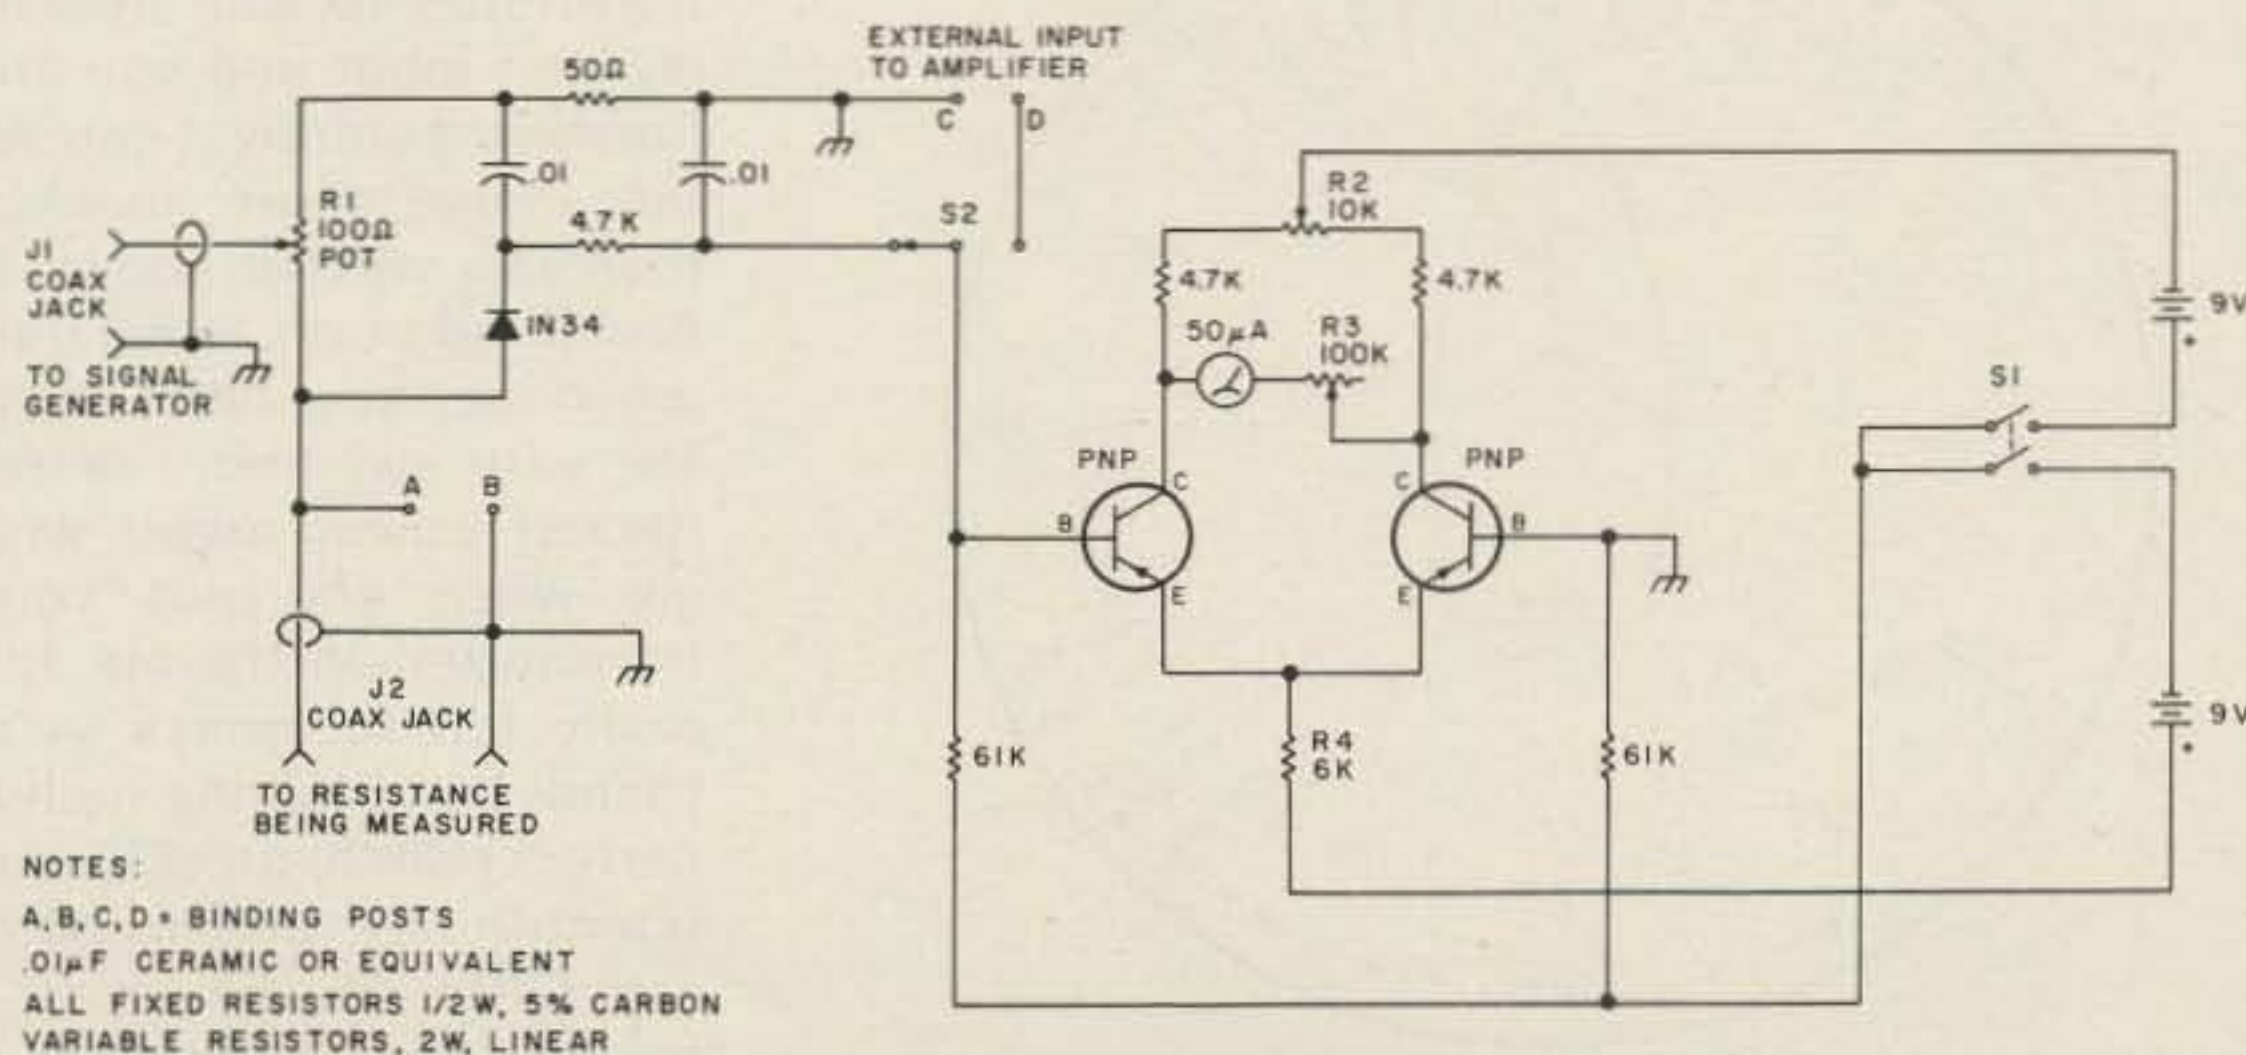 EXTERNAL INPUT
TO AMPLIFIER
50Ω
C
D
.01
.01
R1
100Ω
POT
4.7K
S2
R2
10K
J1
COAX
JACK
4.7K
4.7K
9V
+
IN34
50μA
R3
100K
TO SIGNAL
GENERATOR
S1
A
B
PNP
C
B
E
PNP
C
B
E
J2
COAX JACK
61K
R4
6K
61K
9V
+
TO RESISTANCE
BEING MEASURED
NOTES:
A,B,C,D = BINDING POSTS
.01μF CERAMIC OR EQUIVALENT
ALL FIXED RESISTORS 1/2W, 5% CARBON
VARIABLE RESISTORS, 2W, LINEAR